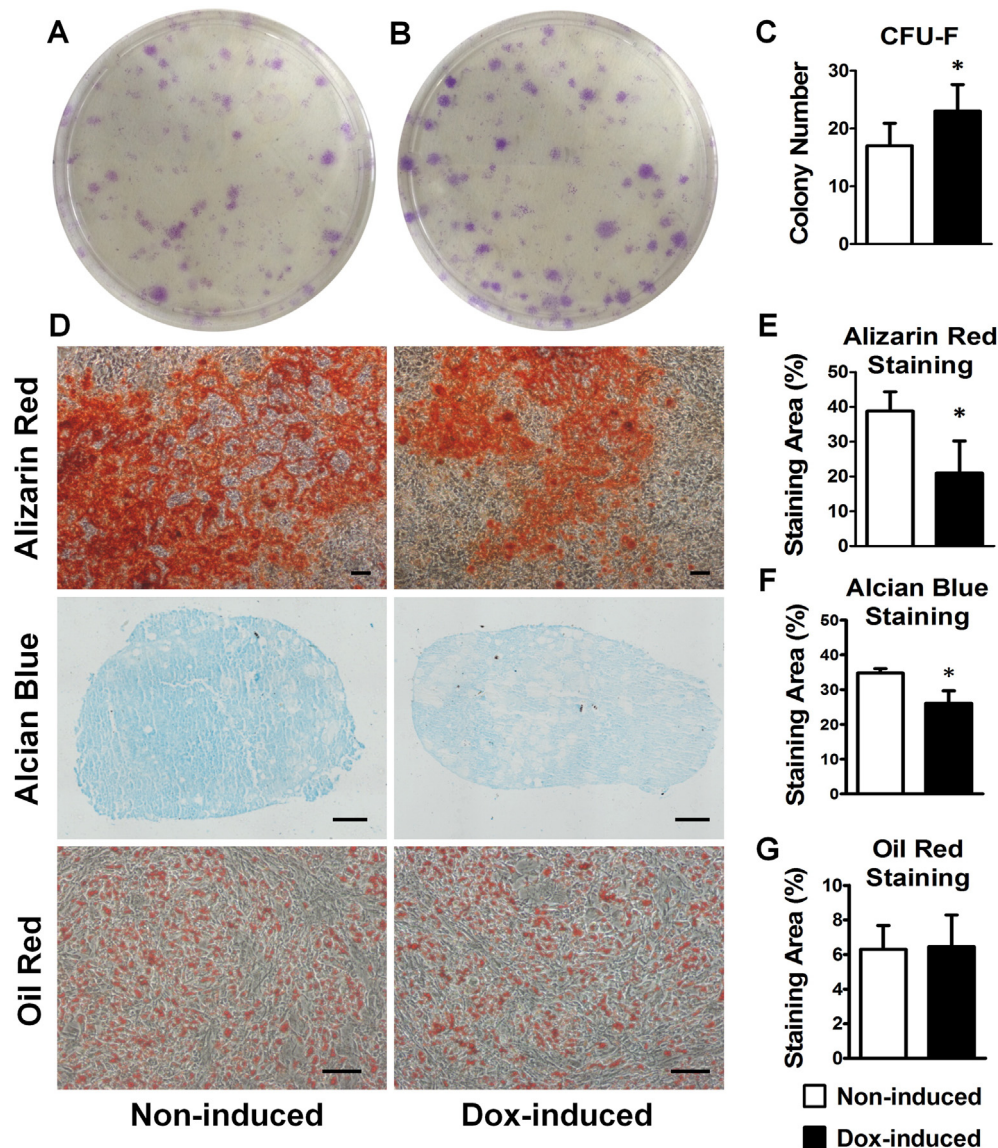 A
B
C
CFU-F
*
30
20
10
0
Colony Number
D
Alizarin Red
Alcian Blue
Oil Red
Non-induced
Dox-induced
E
Alizarin Red
Staining
*
50
40
30
20
10
0
Staining Area (%)
F
Alcian Blue
Staining
*
50
40
30
20
10
0
Staining Area (%)
G
Oil Red
Staining
10
8
6
4
2
0
Staining Area (%)
Non-induced
Dox-induced